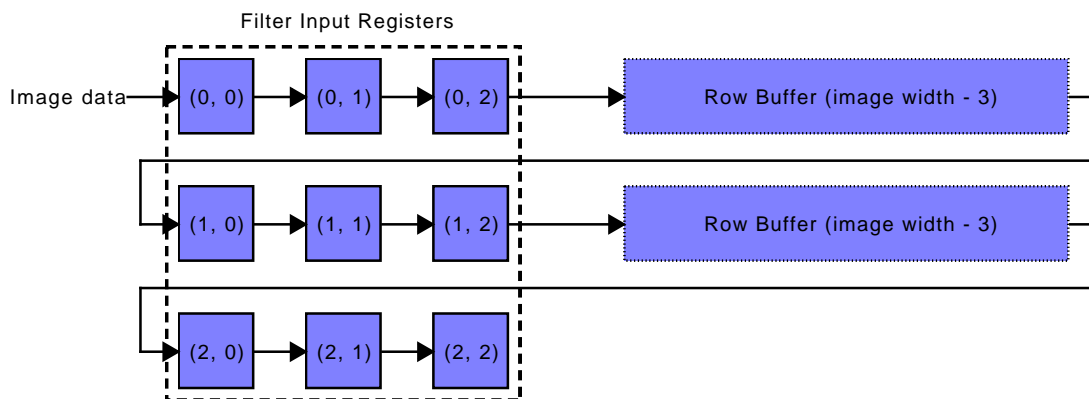 Filter Input Registers
Image data
(0, 0)
(0, 1)
(0, 2)
Row Buffer (image width - 3)
(1, 0)
(1, 1)
(1, 2)
Row Buffer (image width - 3)
(2, 0)
(2, 1)
(2, 2)